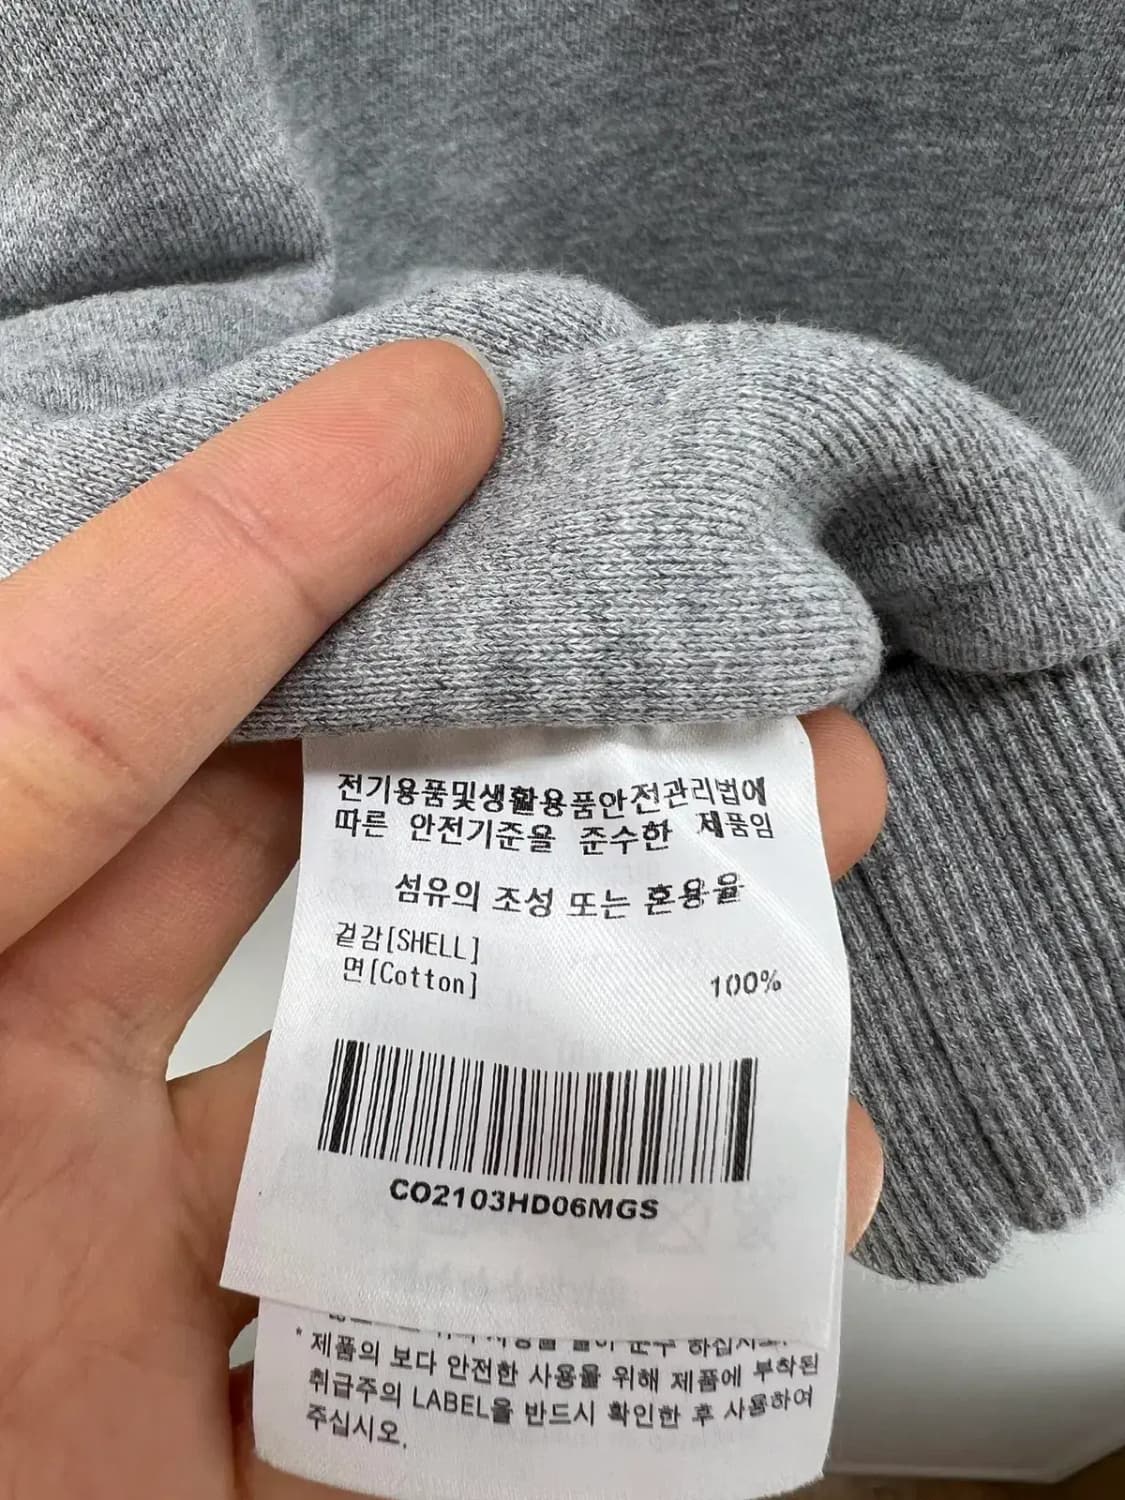 전기용품및생활용품안전관리법에
따른 안전기준을 준수한 제품임
섬유의 조성 또는 혼용율
겉감[SHELL]
면[Cotton] 100%
CO2103HD06MGS
하십시오.
* 제품의 보다 안전한 사용을 위해 제품에 부착된
취급주의 LABEL을 반드시 확인한 후 사용하여
주십시오.